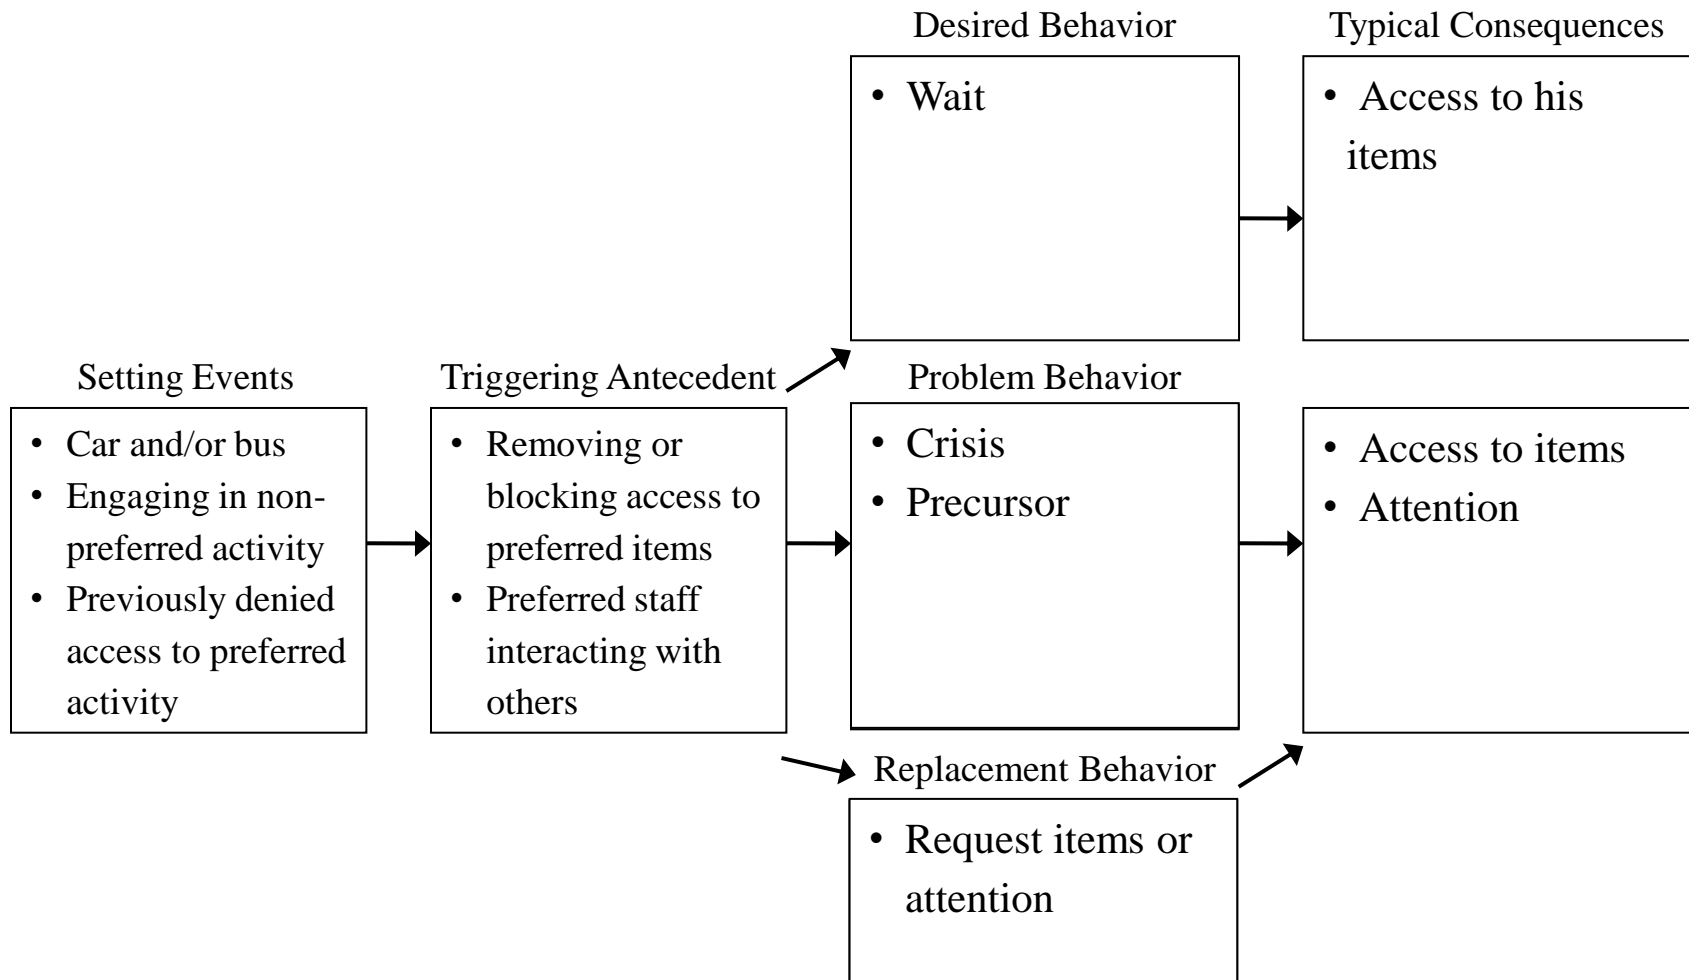 Desired Behavior
• Wait
Typical Consequences
• Access to his
items
Setting Events
• Car and/or bus
• Engaging in non-
preferred activity
• Previously denied
access to preferred
activity
Triggering Antecedent
• Removing or
blocking access to
preferred items
• Preferred staff
interacting with
others
Problem Behavior
• Crisis
• Precursor
• Access to items
• Attention
Replacement Behavior
• Request items or
attention